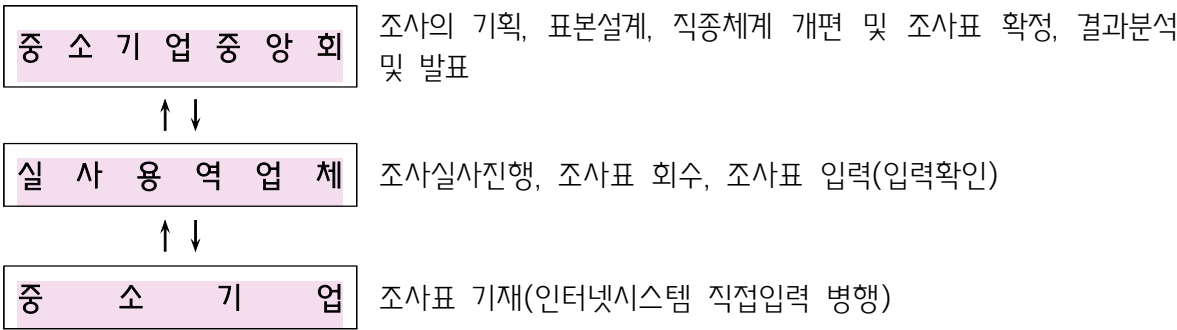 중소기업중앙회
조사의 기획, 표본설계, 직종체계 개편 및 조사표 확정, 결과분석
및 발표
↑↓
실사용역업체
조사실사진행, 조사표 회수, 조사표 입력(입력확인)
↑↓
중소기업
조사표 기재(인터넷시스템 직접입력 병행)